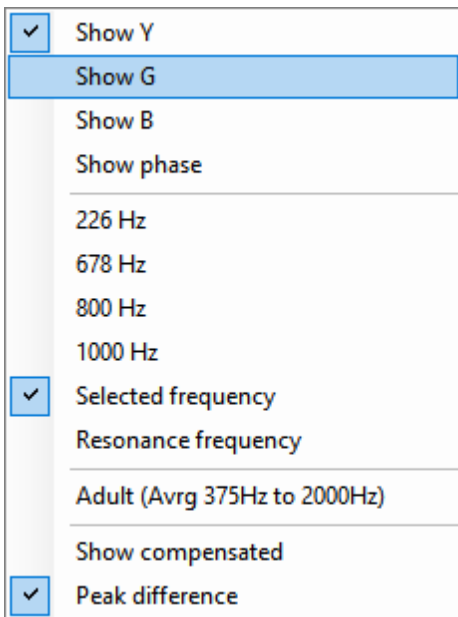 Show Y
Show G
Show B
Show phase
226 Hz
678 Hz
800 Hz
1000 Hz
Selected frequency
Resonance frequency
Adult (Avrg 375Hz to 2000Hz)
Show compensated
Peak difference